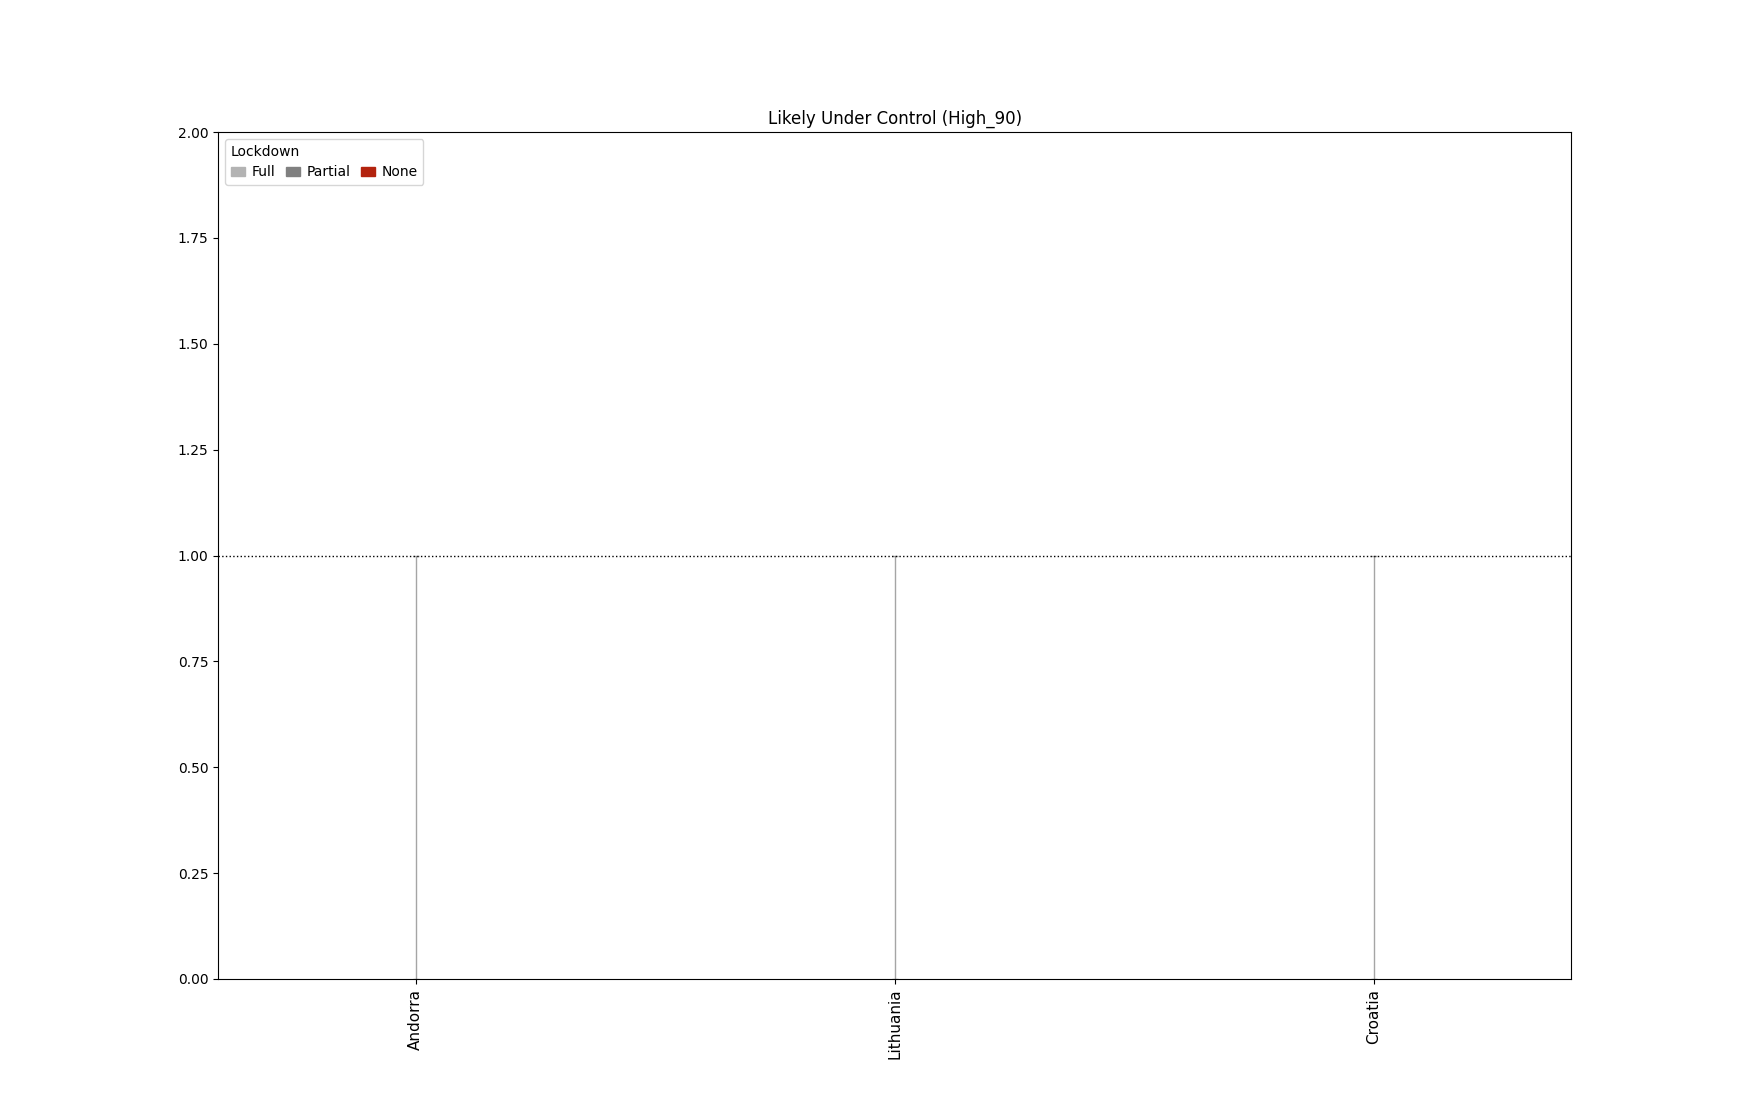 Likely Under Control (High_90)
2.00
Lockdown
Full Partial None
1.75
1.50
1.25
1.00
0.75
0.50
0.25
0.00
Andorra
Lithuania
Croatia